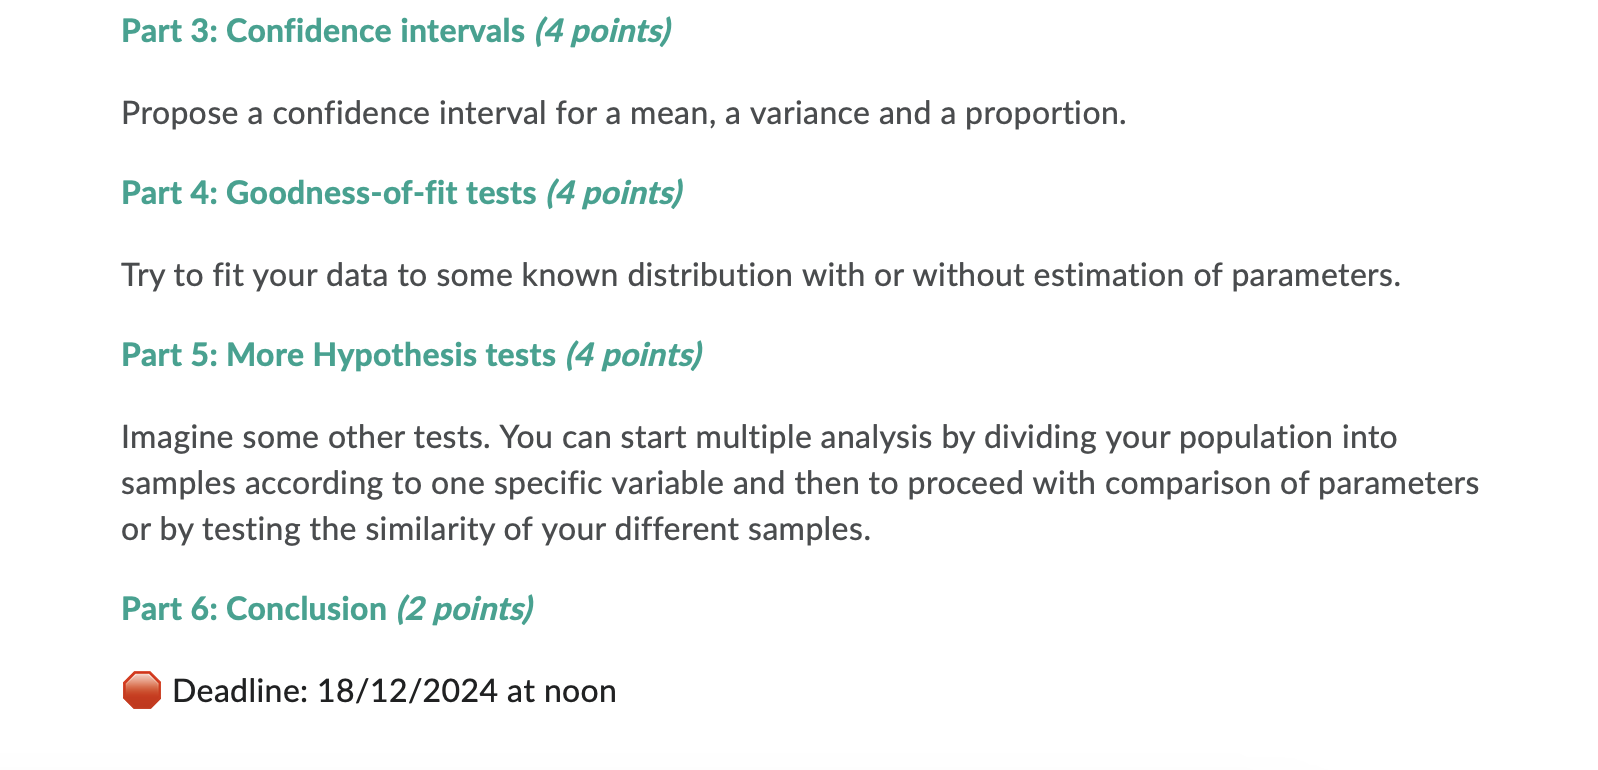 Part 3: Confidence intervals (4 points)
Propose a confidence interval for a mean, a variance and a proportion.
Part 4: Goodness-of-fit tests (4 points)
Try to fit your data to some known distribution with or without estimation of parameters.
Part 5: More Hypothesis tests (4 points)
Imagine some other tests. You can start multiple analysis by dividing your population into
samples according to one specific variable and then to proceed with comparison of parameters
or by testing the similarity of your different samples.
Part 6: Conclusion (2 points)
Deadline: 18/12/2024 at noon